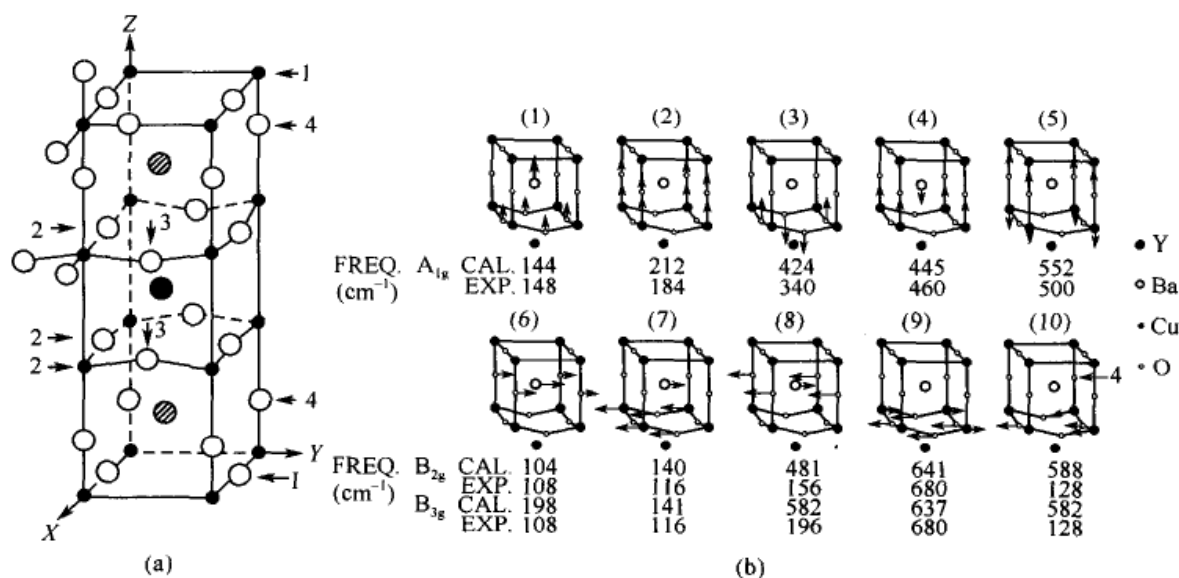 Z
1
4
2
3
2
3
2
4
Y
1
X
(a)
(1) (2) (3) (4) (5)
FREQ. A1g CAL. 144 212 424 445 552
(cm⁻¹) EXP. 148 184 340 460 500
(6) (7) (8) (9) (10)
4
FREQ. B2g CAL. 104 140 481 641 588
(cm⁻¹) EXP. 108 116 156 680 128
B3g CAL. 198 141 582 637 582
EXP. 108 116 196 680 128
Y
Ba
Cu
O
(b)